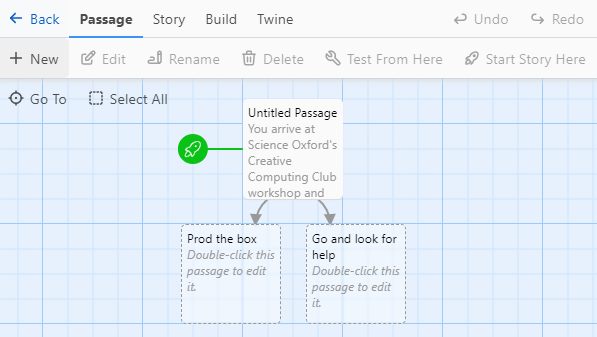 Back Passage Story Build Twine Undo Redo
New Edit Rename Delete Test From Here Start Story Here
Go To Select All
Untitled Passage
You arrive at
Science Oxford's
Creative
Computing Club
workshop and
Prod the box
Double-click this
passage to edit
it.
Go and look for
help
Double-click this
passage to edit
it.